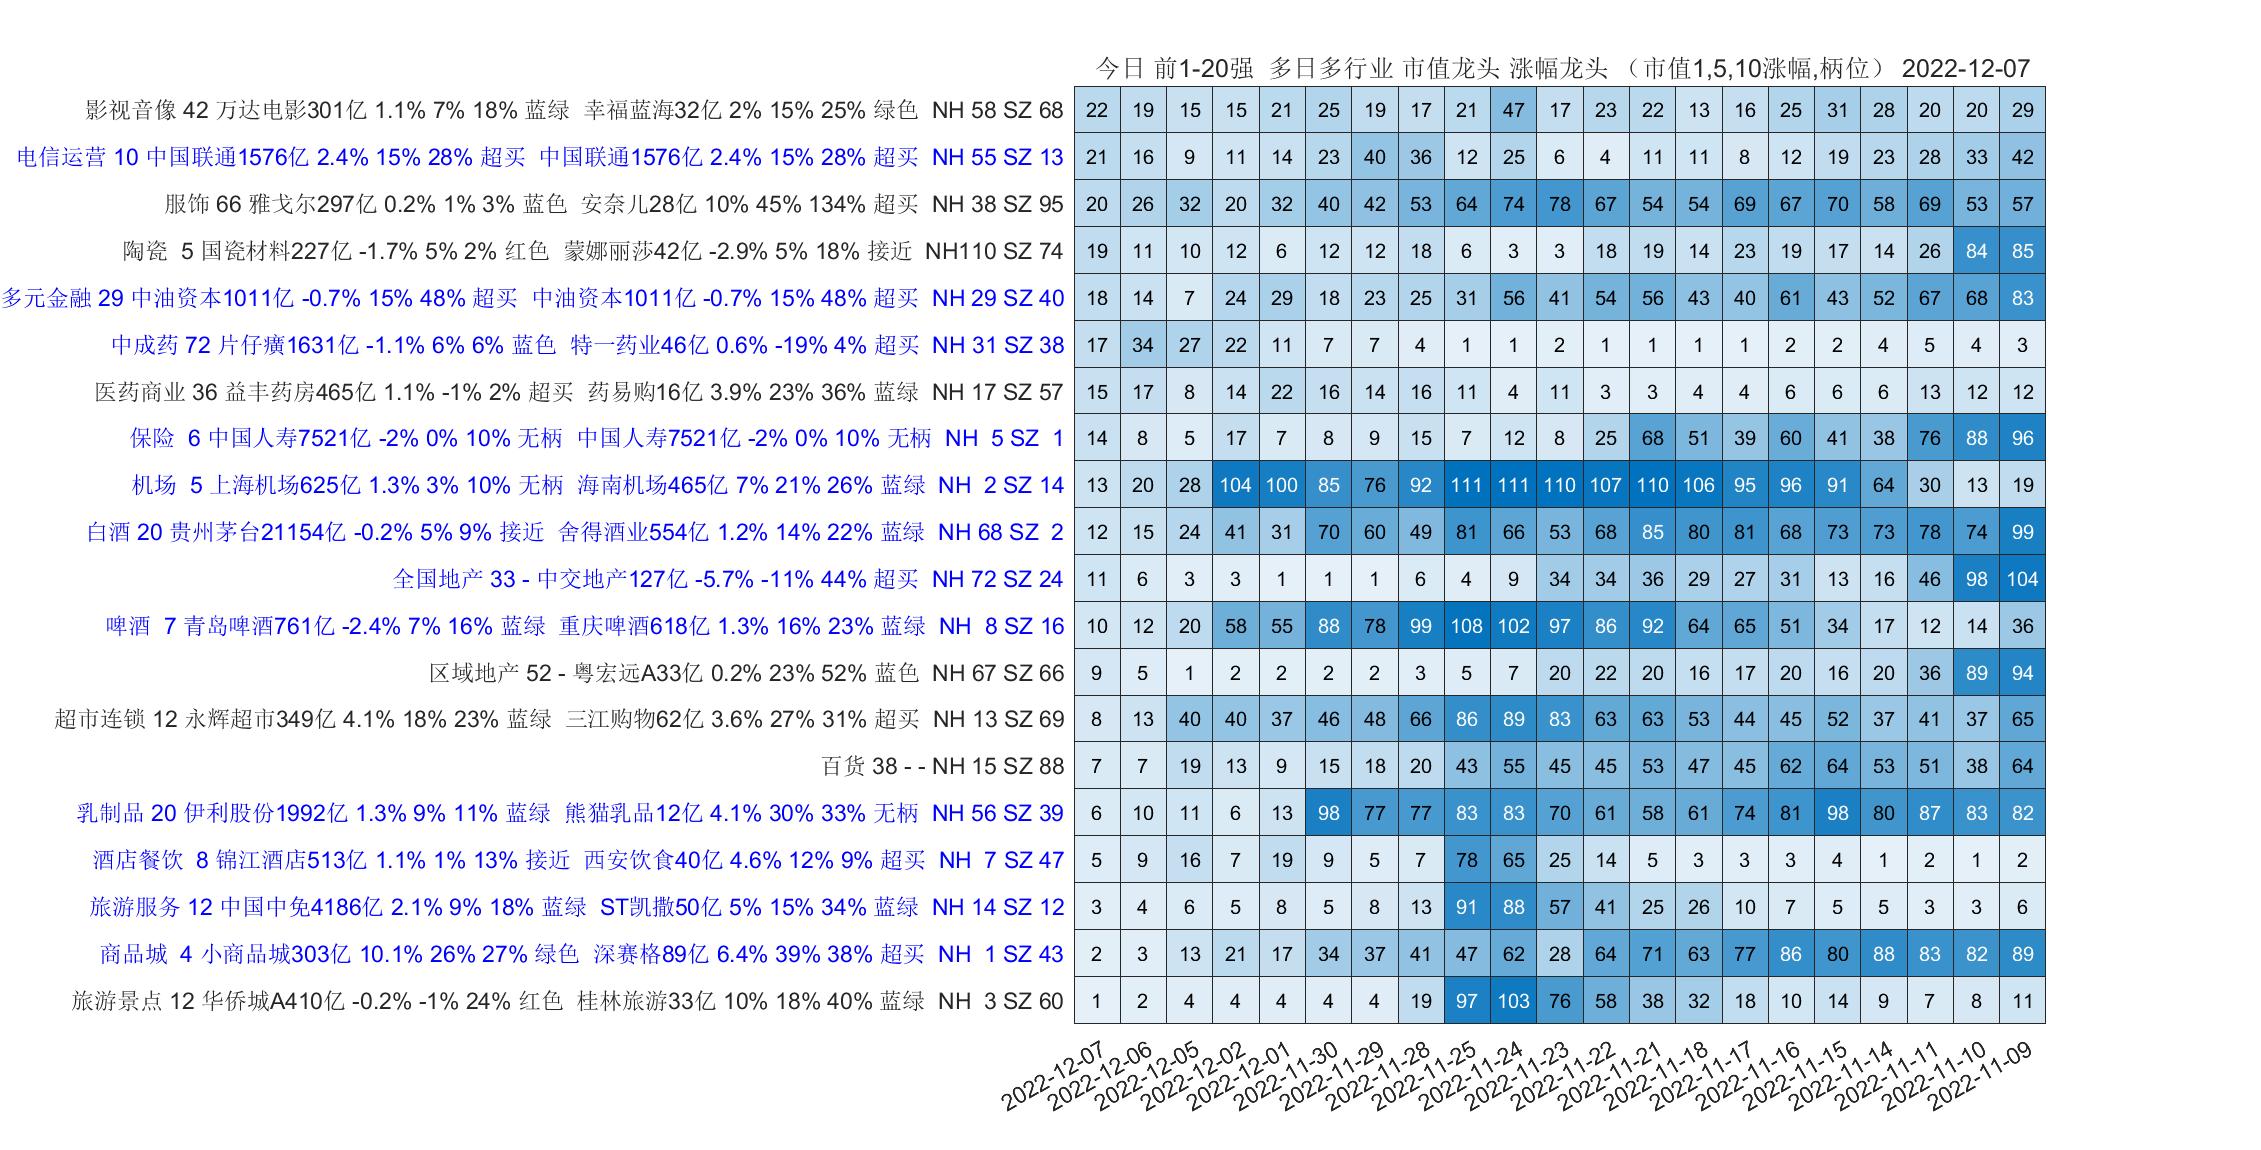 今日 前1-20强 多日多行业 市值龙头 涨幅龙头 （市值1,5,10涨幅,柄位） 2022-12-07
影视音像 42 万达电影301亿 1.1% 7% 18% 蓝绿 幸福蓝海32亿 2% 15% 25% 绿色 NH 58 SZ 68 22 19 15 15 21 25 19 17 21 47 17 23 22 13 16 25 31 28 20 20 29
电信运营 10 中国联通1576亿 2.4% 15% 28% 超买 中国联通1576亿 2.4% 15% 28% 超买 NH 55 SZ 13 21 16 9 11 14 23 40 36 12 25 6 4 11 11 8 12 19 23 28 33 42
服饰 66 雅戈尔297亿 0.2% 1% 3% 蓝色 安奈儿28亿 10% 45% 134% 超买 NH 38 SZ 95 20 26 32 20 32 40 42 53 64 74 78 67 54 54 69 67 70 58 69 53 57
陶瓷 5 国瓷材料227亿 -1.7% 5% 2% 红色 蒙娜丽莎42亿 -2.9% 5% 18% 接近 NH110 SZ 74 19 11 10 12 6 12 12 18 6 3 3 18 19 14 23 19 17 14 26 84 85
多元金融 29 中油资本1011亿 -0.7% 15% 48% 超买 中油资本1011亿 -0.7% 15% 48% 超买 NH 29 SZ 40 18 14 7 24 29 18 23 25 31 56 41 54 56 43 40 61 43 52 67 68 83
中成药 72 片仔癀1631亿 -1.1% 6% 6% 蓝色 特一药业46亿 0.6% -19% 4% 超买 NH 31 SZ 38 17 34 27 22 11 7 7 4 1 1 2 1 1 1 1 2 2 4 5 4 3
医药商业 36 益丰药房465亿 1.1% -1% 2% 超买 药易购16亿 3.9% 23% 36% 蓝绿 NH 17 SZ 57 15 17 8 14 22 16 14 16 11 4 11 3 3 4 4 6 6 6 13 12 12
保险 6 中国人寿7521亿 -2% 0% 10% 无柄 中国人寿7521亿 -2% 0% 10% 无柄 NH 5 SZ 1 14 8 5 17 7 8 9 15 7 12 8 25 68 51 39 60 41 38 76 88 96
机场 5 上海机场625亿 1.3% 3% 10% 无柄 海南机场465亿 7% 21% 26% 蓝绿 NH 2 SZ 14 13 20 28 104 100 85 76 92 111 111 110 107 110 106 95 96 91 64 30 13 19
白酒 20 贵州茅台21154亿 -0.2% 5% 9% 接近 舍得酒业554亿 1.2% 14% 22% 蓝绿 NH 68 SZ 2 12 15 24 41 31 70 60 49 81 66 53 68 85 80 81 68 73 73 78 74 99
全国地产 33 - 中交地产127亿 -5.7% -11% 44% 超买 NH 72 SZ 24 11 6 3 3 1 1 1 6 4 9 34 34 36 29 27 31 13 16 46 98 104
啤酒 7 青岛啤酒761亿 -2.4% 7% 16% 蓝绿 重庆啤酒618亿 1.3% 16% 23% 蓝绿 NH 8 SZ 16 10 12 20 58 55 88 78 99 108 102 97 86 92 64 65 51 34 17 12 14 36
区域地产 52 - 粤宏远A33亿 0.2% 23% 52% 蓝色 NH 67 SZ 66 9 5 1 2 2 2 2 3 5 7 20 22 20 16 17 20 16 20 36 89 94
超市连锁 12 永辉超市349亿 4.1% 18% 23% 蓝绿 三江购物62亿 3.6% 27% 31% 超买 NH 13 SZ 69 8 13 40 40 37 46 48 66 86 89 83 63 63 53 44 45 52 37 41 37 65
百货 38 - - NH 15 SZ 88 7 7 19 13 9 15 18 20 43 55 45 45 53 47 45 62 64 53 51 38 64
乳制品 20 伊利股份1992亿 1.3% 9% 11% 蓝绿 熊猫乳品12亿 4.1% 30% 33% 无柄 NH 56 SZ 39 6 10 11 6 13 98 77 77 83 83 70 61 58 61 74 81 98 80 87 83 82
酒店餐饮 8 锦江酒店513亿 1.1% 1% 13% 接近 西安饮食40亿 4.6% 12% 9% 超买 NH 7 SZ 47 5 9 16 7 19 9 5 7 78 65 25 14 5 3 3 3 4 1 2 1 2
旅游服务 12 中国中免4186亿 2.1% 9% 18% 蓝绿 ST凯撒50亿 5% 15% 34% 蓝绿 NH 14 SZ 12 3 4 6 5 8 5 8 13 91 88 57 41 25 26 10 7 5 5 3 3 6
商品城 4 小商品城303亿 10.1% 26% 27% 绿色 深赛格89亿 6.4% 39% 38% 超买 NH 1 SZ 43 2 3 13 21 17 34 37 41 47 62 28 64 71 63 77 86 80 88 83 82 89
旅游景点 12 华侨城A410亿 -0.2% -1% 24% 红色 桂林旅游33亿 10% 18% 40% 蓝绿 NH 3 SZ 60 1 2 4 4 4 4 4 19 97 103 76 58 38 32 18 10 14 9 7 8 11
2022-12-07 2022-12-06 2022-12-05 2022-12-02 2022-12-01 2022-11-30 2022-11-29 2022-11-28 2022-11-25 2022-11-24 2022-11-23 2022-11-22 2022-11-21 2022-11-18 2022-11-17 2022-11-16 2022-11-15 2022-11-14 2022-11-11 2022-11-10 2022-11-09